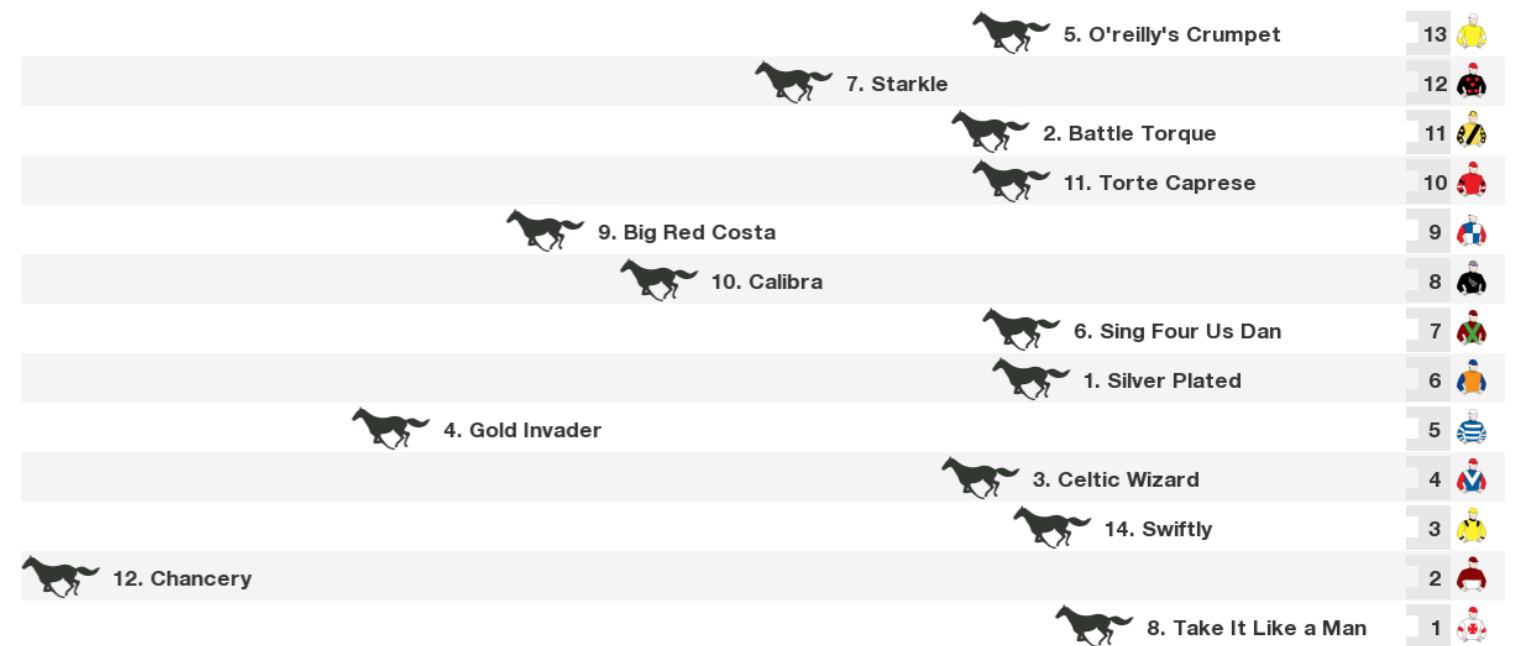 5. O'reilly's Crumpet 13
7. Starkle 12
2. Battle Torque 11
11. Torte Caprese 10
9. Big Red Costa 9
10. Calibra 8
6. Sing Four Us Dan 7
1. Silver Plated 6
4. Gold Invader 5
3. Celtic Wizard 4
14. Swiftly 3
12. Chancery 2
8. Take It Like a Man 1